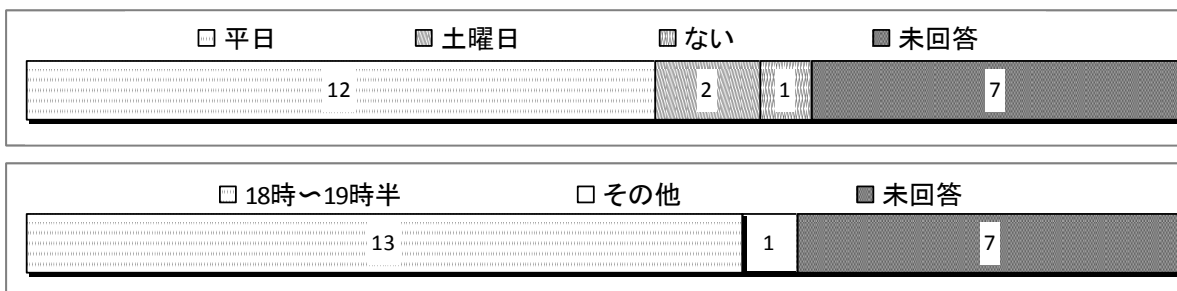 平日 土曜日 ない 未回答
12 2 1 7
18時～19時半 その他 未回答
13 1 7